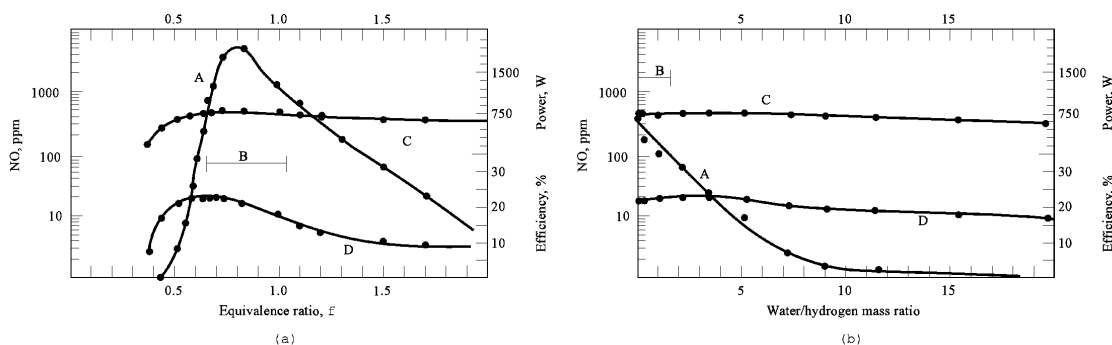 0.5 1.0 1.5
A
B
C
D
1000
100
10
NO, ppm
1500
750
Power, W
30
20
10
Efficiency, %
0.5 1.0 1.5
Equivalence ratio, f
(a)
5 10 15
B
C
A
D
1000
100
10
NO, ppm
1500
750
Power, W
30
20
10
Efficiency, %
5 10 15
Water/hydrogen mass ratio
(b)